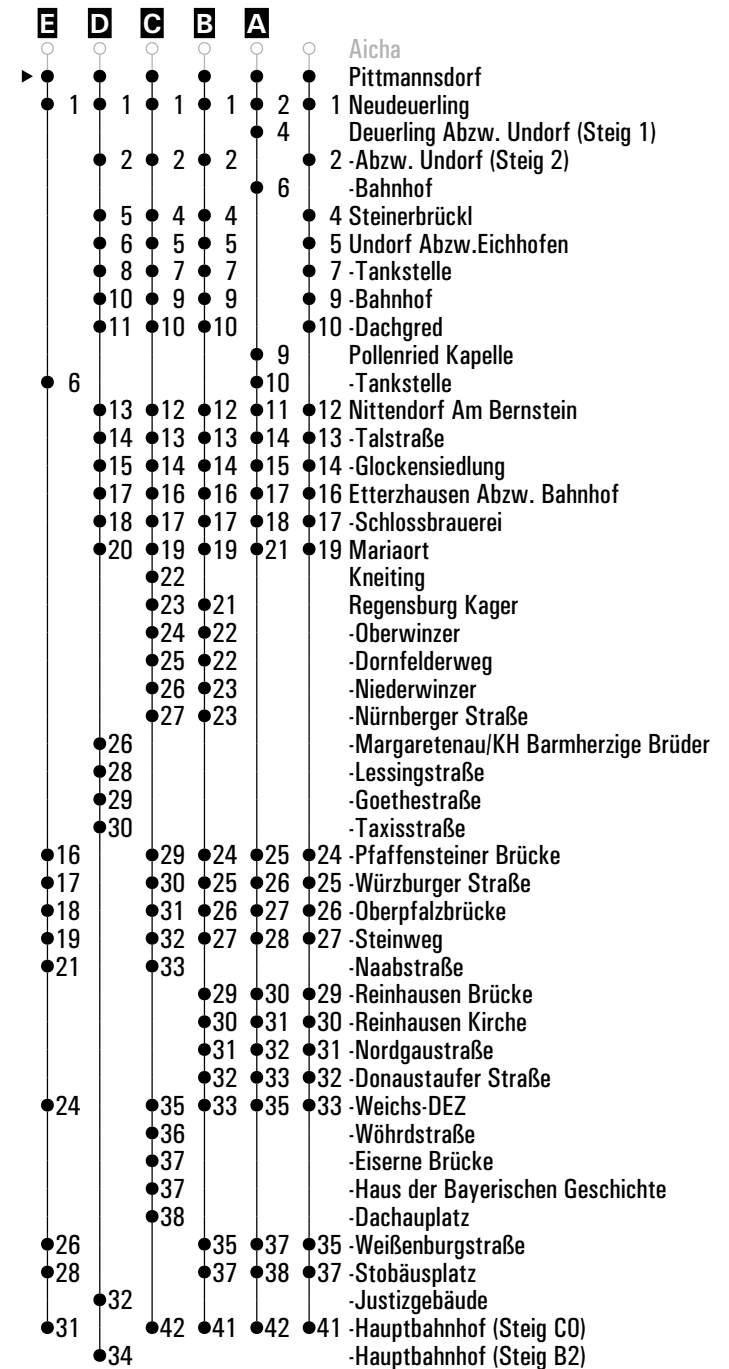 E D C B A
Aicha
Pittmannsdorf
1 1 1 1 2 1 Neudeuerling
4 Deuerling Abzw. Undorf (Steig 1)
2 2 2 2 -Abzw. Undorf (Steig 2)
6 -Bahnhof
5 4 4 4 Steinerbrückl
6 5 5 5 Undorf Abzw.Eichhofen
8 7 7 7 -Tankstelle
10 9 9 9 -Bahnhof
11 10 10 10 -Dachgred
9 Pollenried Kapelle
6 10 -Tankstelle
13 12 12 11 12 Nittendorf Am Bernstein
14 13 13 14 13 -Talstraße
15 14 14 15 14 -Glockensiedlung
17 16 16 17 16 Etterzhausen Abzw. Bahnhof
18 17 17 18 17 -Schlossbrauerei
20 19 19 21 19 Mariaort
22 Kneiting
23 21 Regensburg Kager
24 22 -Oberwinzer
25 22 -Dornfelderweg
26 23 -Niederwinzer
27 23 -Nürnberger Straße
26 -Margaretenau/KH Barmherzige Brüder
28 -Lessingstraße
29 -Goethestraße
30 -Taxisstraße
16 29 24 25 24 -Pfaffensteiner Brücke
17 30 25 26 25 -Würzburger Straße
18 31 26 27 26 -Oberpfalzbrücke
19 32 27 28 27 -Steinweg
21 33 -Naabstraße
29 30 29 -Reinhausen Brücke
30 31 30 -Reinhausen Kirche
31 32 31 -Nordgaustraße
32 33 32 -Donaustaufer Straße
24 35 33 35 33 -Weichs-DEZ
36 -Wöhrdstraße
37 -Eiserne Brücke
37 -Haus der Bayerischen Geschichte
38 -Dachauplatz
26 35 37 35 -Weißenburgstraße
28 37 38 37 -Stobäusplatz
32 -Justizgebäude
31 42 41 42 41 -Hauptbahnhof (Steig C0)
34 -Hauptbahnhof (Steig B2)